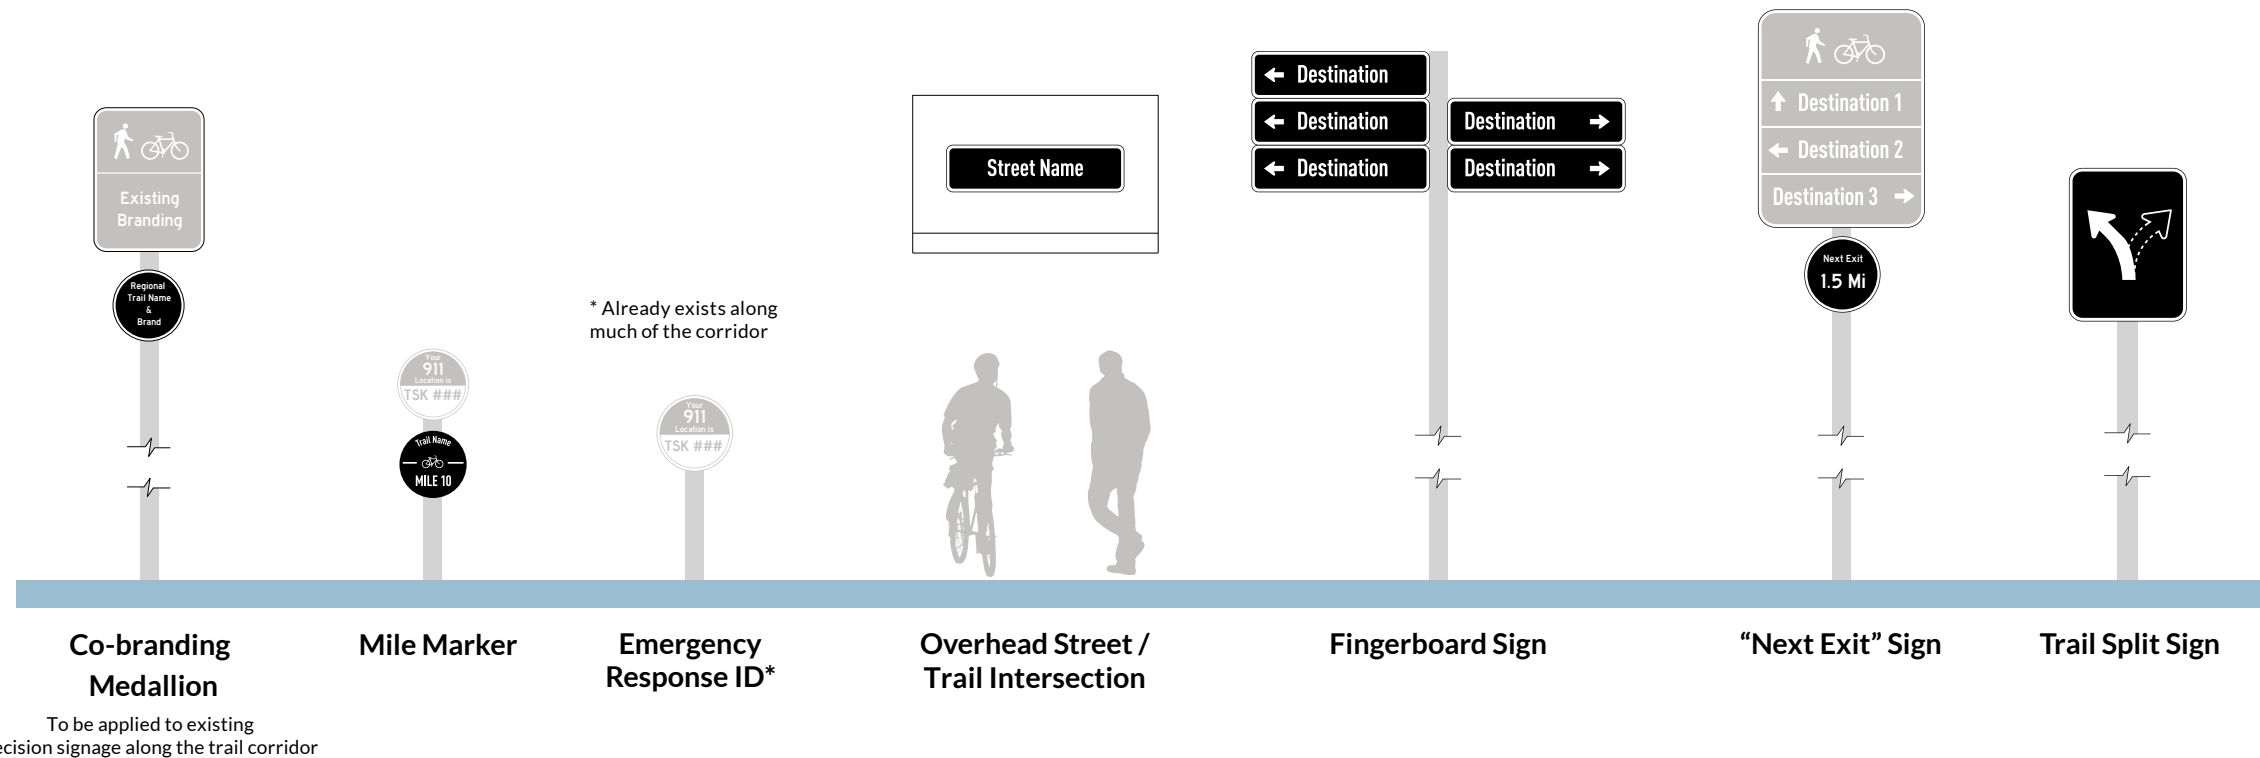 Existing
Branding
Regional
Trail Name
&
Brand
Co-branding
Medallion
To be applied to existing
ecision signage along the trail corridor
Your
911
Location is
TSK ###
Trail Name
MILE 10
Mile Marker
* Already exists along
much of the corridor
Your
911
Location is
TSK ###
Emergency
Response ID*
Street Name
Overhead Street /
Trail Intersection
Destination
Destination
Destination
Destination
Destination
Fingerboard Sign
Destination 1
Destination 2
Destination 3
Next Exit
1.5 Mi
“Next Exit” Sign
Trail Split Sign